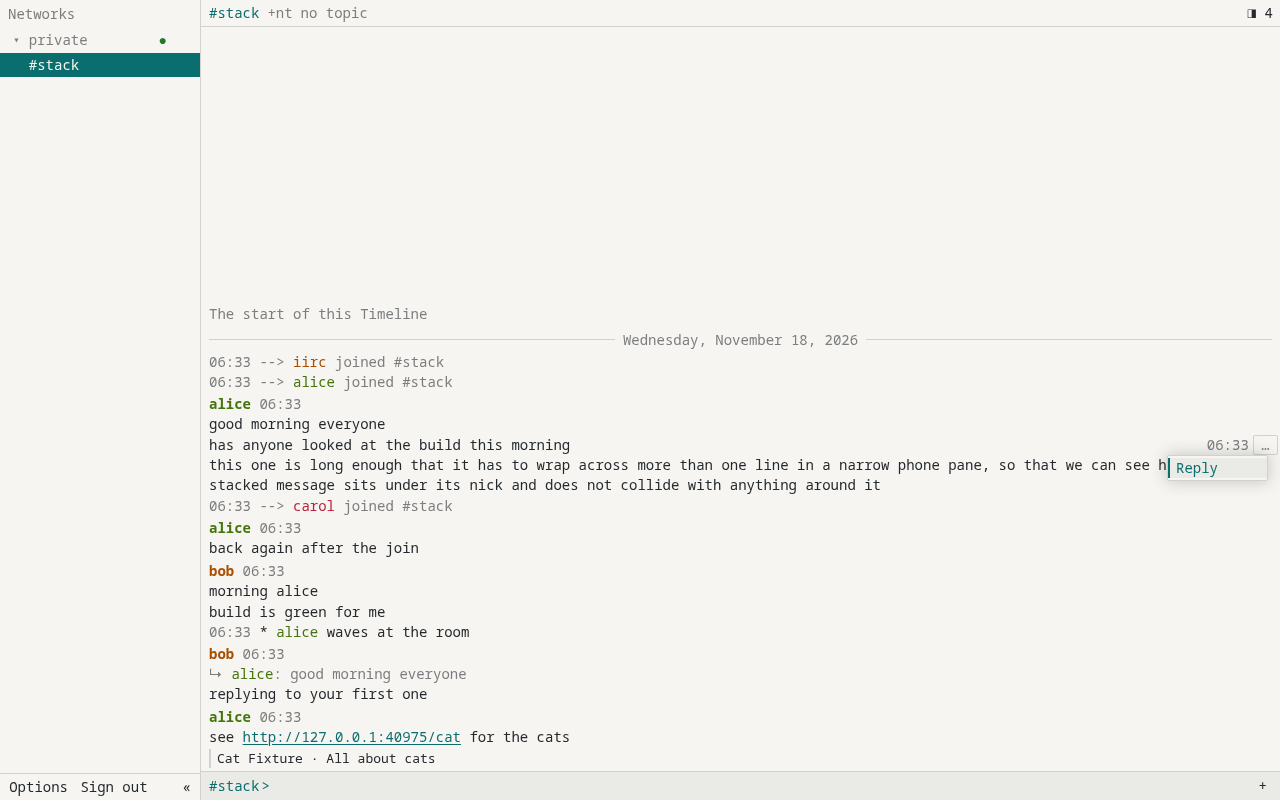 Networks
▾ private ●
#stack
#stack +nt no topic ◨ 4
The start of this Timeline
Wednesday, November 18, 2026
06:33 --> iirc joined #stack
06:33 --> alice joined #stack
alice 06:33
good morning everyone
has anyone looked at the build this morning 06:33 …
this one is long enough that it has to wrap across more than one line in a narrow phone pane, so that we can see
Reply
stacked message sits under its nick and does not collide with anything around it
06:33 --> carol joined #stack
alice 06:33
back again after the join
bob 06:33
morning alice
build is green for me
06:33 * alice waves at the room
bob 06:33
↳ alice: good morning everyone
replying to your first one
alice 06:33
see http://127.0.0.1:40975/cat for the cats
Cat Fixture · All about cats
Options Sign out «
#stack> +